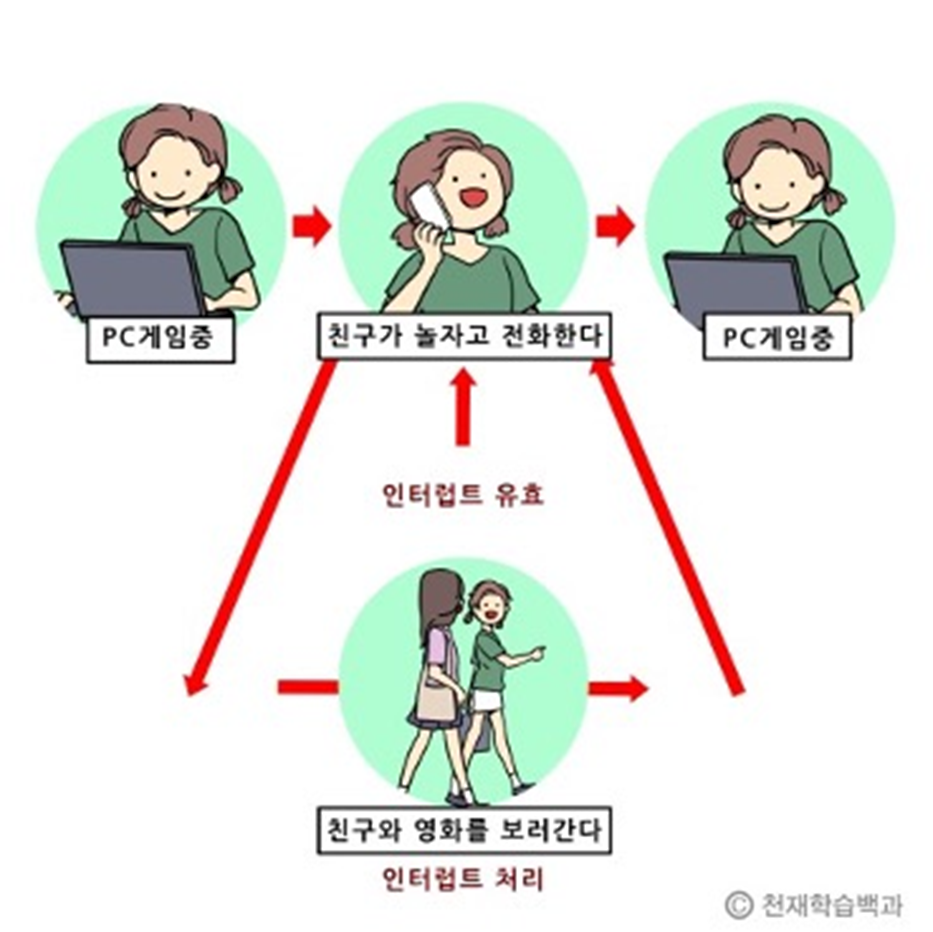 PC게임중
친구가 놀자고 전화한다
PC게임중
인터럽트 유효
친구와 영화를 보러간다
인터럽트 처리
© 천재학습백과